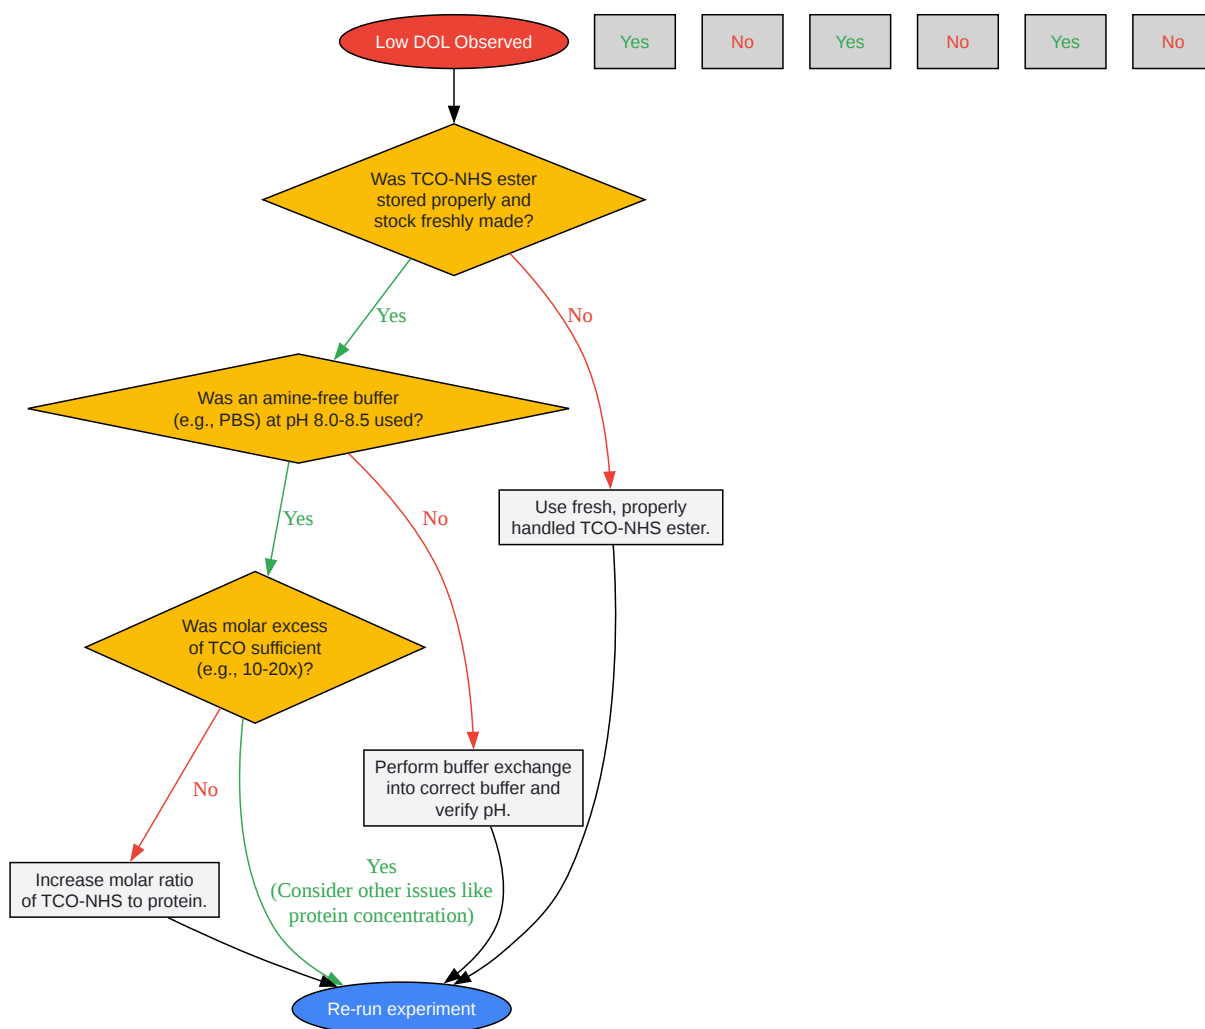 Low DOL Observed
Yes
No
Yes
No
Yes
No
Was TCO-NHS ester
stored properly and
stock freshly made?
Yes
No
Was an amine-free buffer
(e.g., PBS) at pH 8.0-8.5 used?
Yes
No
Use fresh, properly
handled TCO-NHS ester.
Was molar excess
of TCO sufficient
(e.g., 10-20x)?
No
Perform buffer exchange
into correct buffer and
verify pH.
Yes
(Consider other issues like
protein concentration)
Increase molar ratio
of TCO-NHS to protein.
Re-run experiment